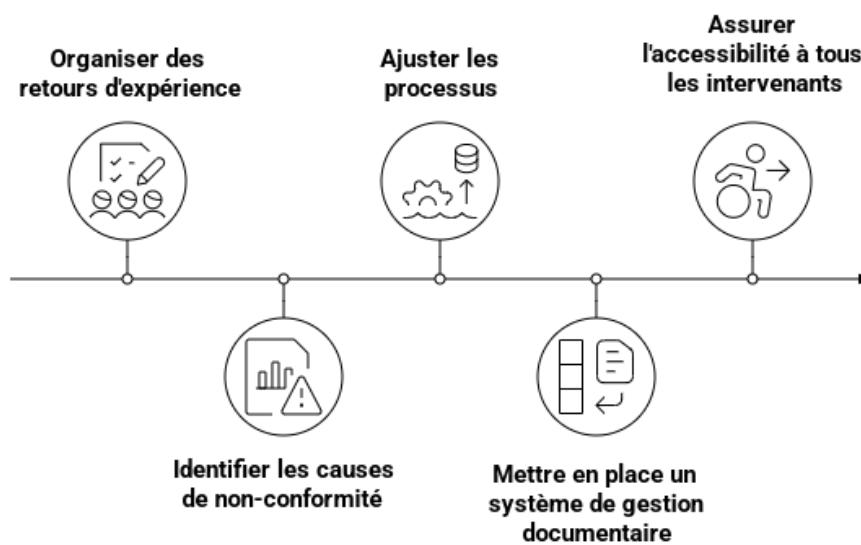 Organiser des
retours d'expérience
Identifier les causes
de non-conformité
Ajuster les
processus
Mettre en place un
système de gestion
documentaire
Assurer
l'accessibilité à tous
les intervenants